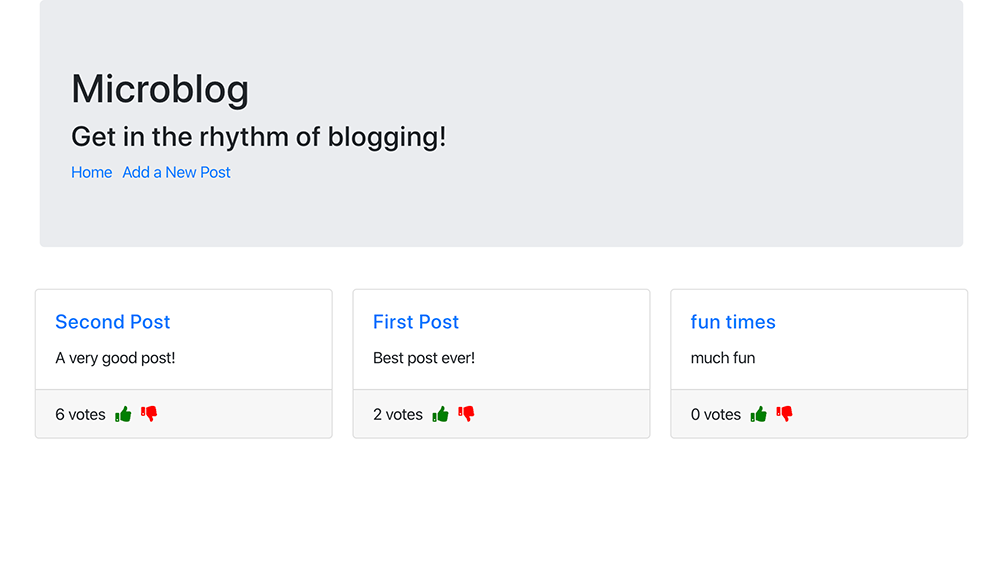 Microblog
Get in the rhythm of blogging!
Home Add a New Post
Second Post
A very good post!
6 votes
First Post
Best post ever!
2 votes
fun times
much fun
0 votes